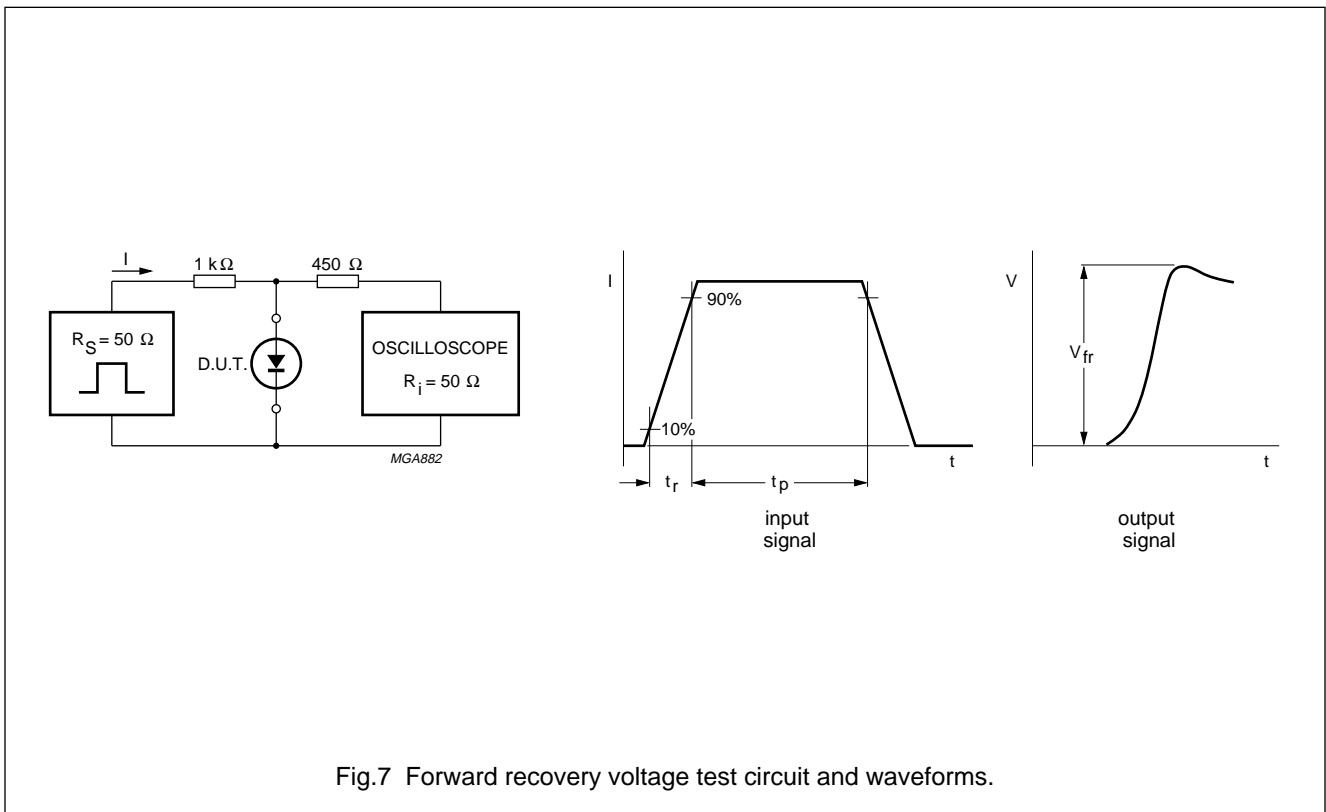 I
1 kΩ
450 Ω
R_S = 50 Ω
D.U.T.
OSCILLOSCOPE
R_i = 50 Ω
MGA882
I
90%
10%
t
t_r
t_p
input
signal
V
V_fr
t
output
signal
Fig.7 Forward recovery voltage test circuit and waveforms.